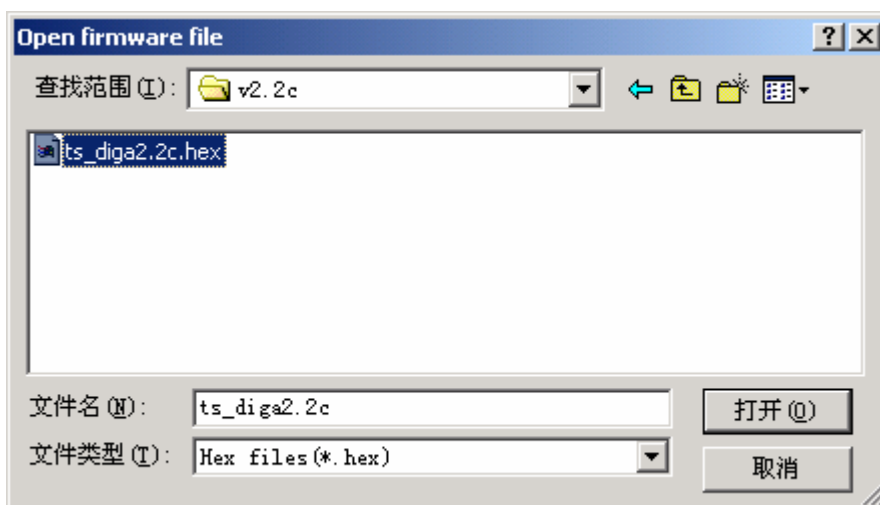 Open firmware file
查找范围(I): v2.2c
ts_diga2.2c.hex
文件名(N): ts_diga2.2c 打开(O)
文件类型(T): Hex files(*.hex) 取消